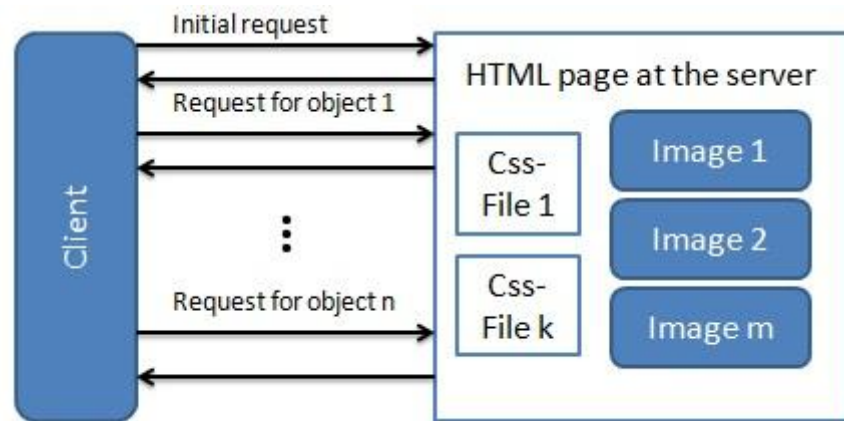 Initial request
Request for object 1
Request for object n
Client
HTML page at the server
Css-
File 1
Css-
File k
Image 1
Image 2
Image m